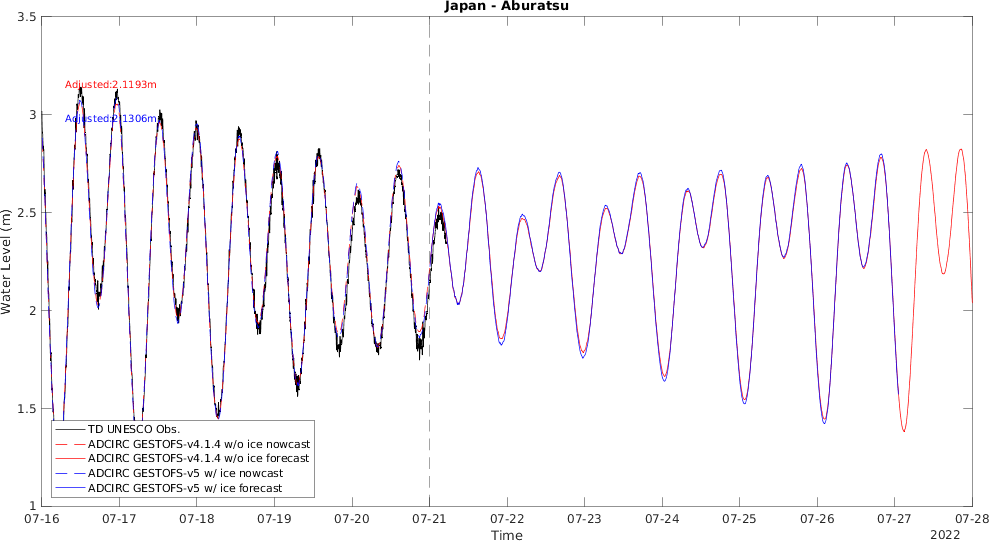 Japan - Aburatsu
3.5
3
2.5
2
1.5
1
Water Level (m)
Adjusted:2.1193m
Adjusted:2.1306m
TD UNESCO Obs.
ADCIRC GESTOFS-v4.1.4 w/o ice nowcast
ADCIRC GESTOFS-v4.1.4 w/o ice forecast
ADCIRC GESTOFS-v5 w/ ice nowcast
ADCIRC GESTOFS-v5 w/ ice forecast
07-16 07-17 07-18 07-19 07-20 07-21 07-22 07-23 07-24 07-25 07-26 07-27 07-28
Time
2022